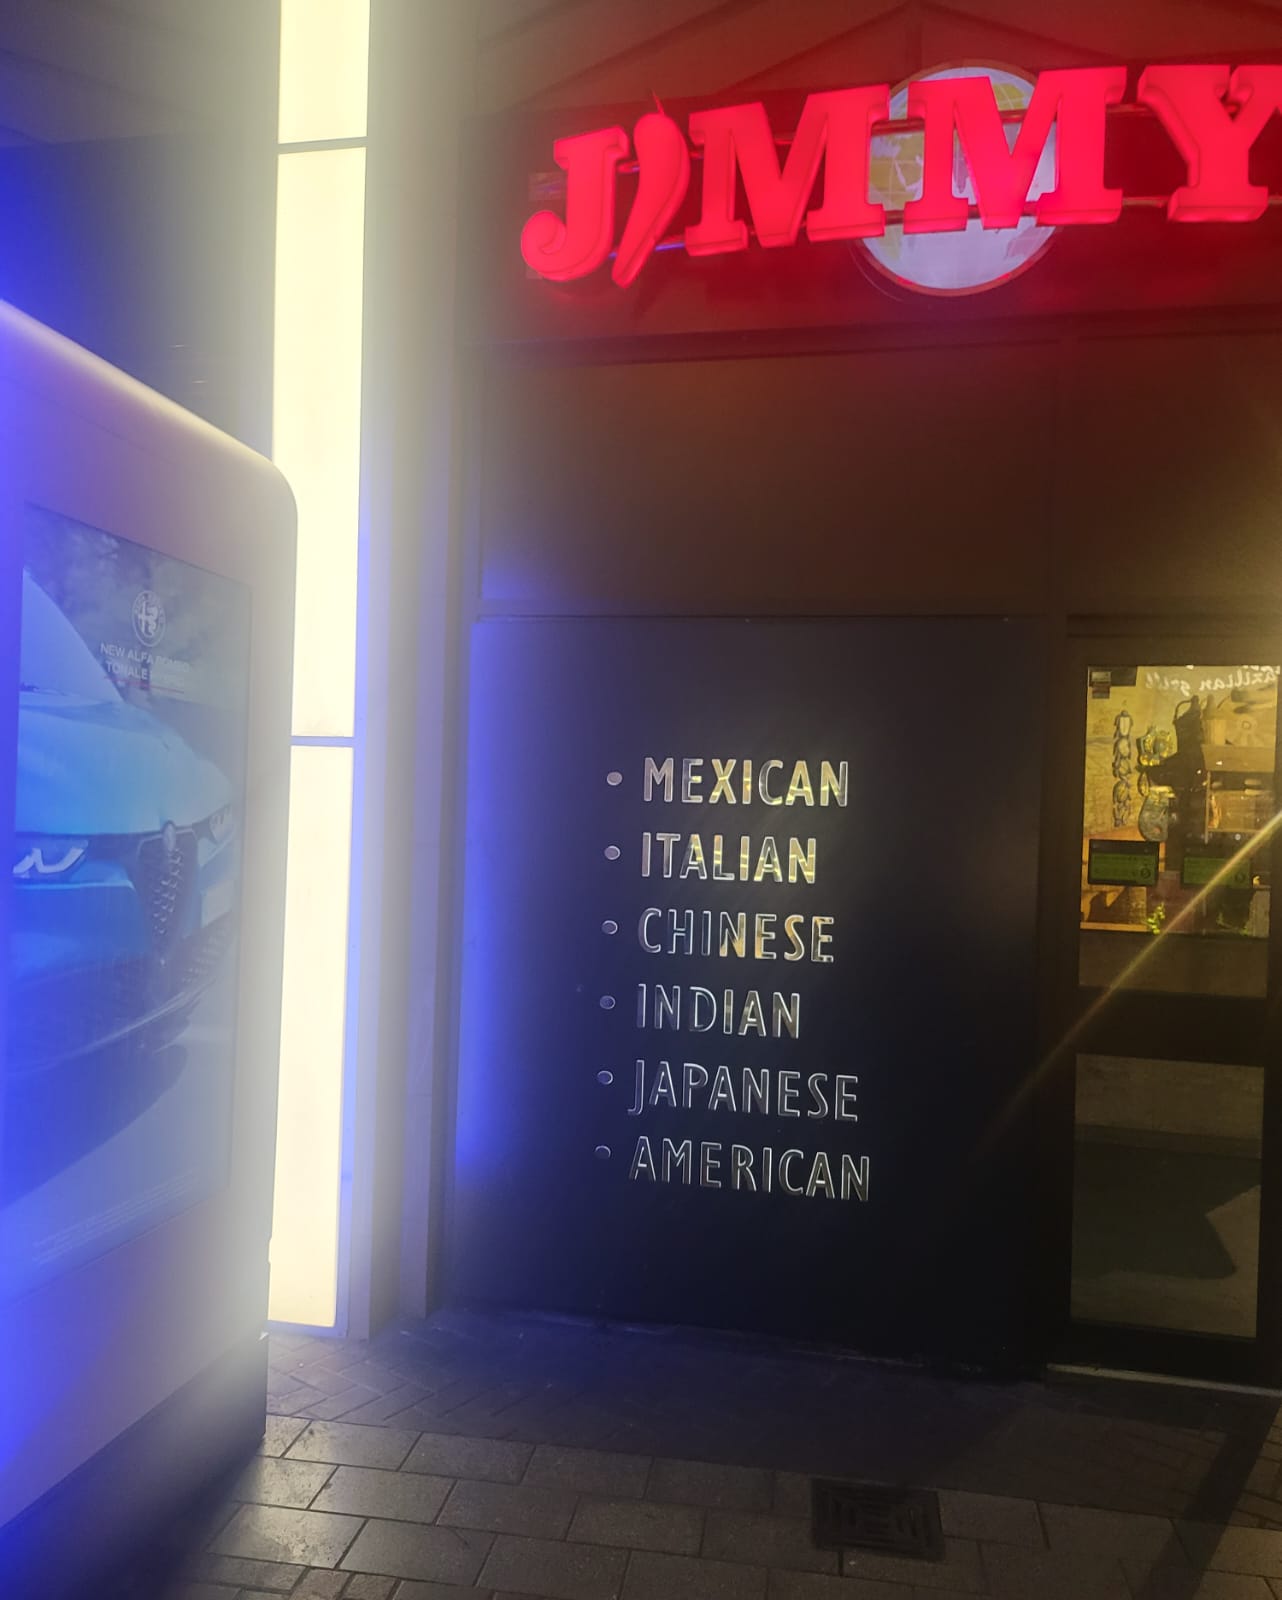 JIMMY
NEW ALFA ROMEO
TONALE
• MEXICAN
• ITALIAN
• CHINESE
• INDIAN
• JAPANESE
• AMERICAN